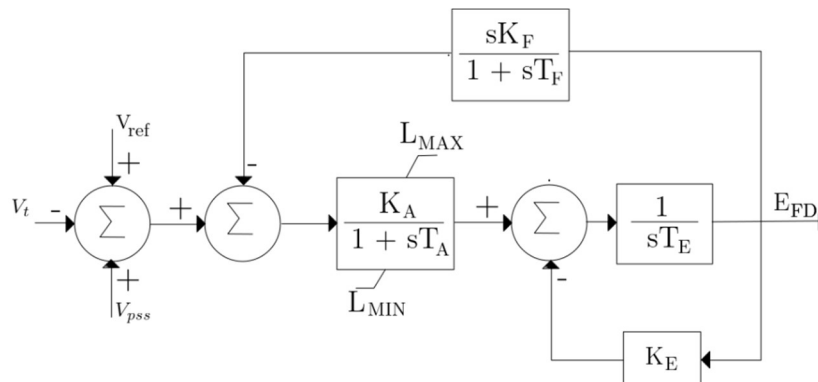 sK_F
1 + sT_F
V_ref
+
-
L_MAX
V_t
-
Σ
+
Σ
K_A
1 + sT_A
+
Σ
1
sT_E
E_FD
+
V_pss
L_MIN
-
K_E